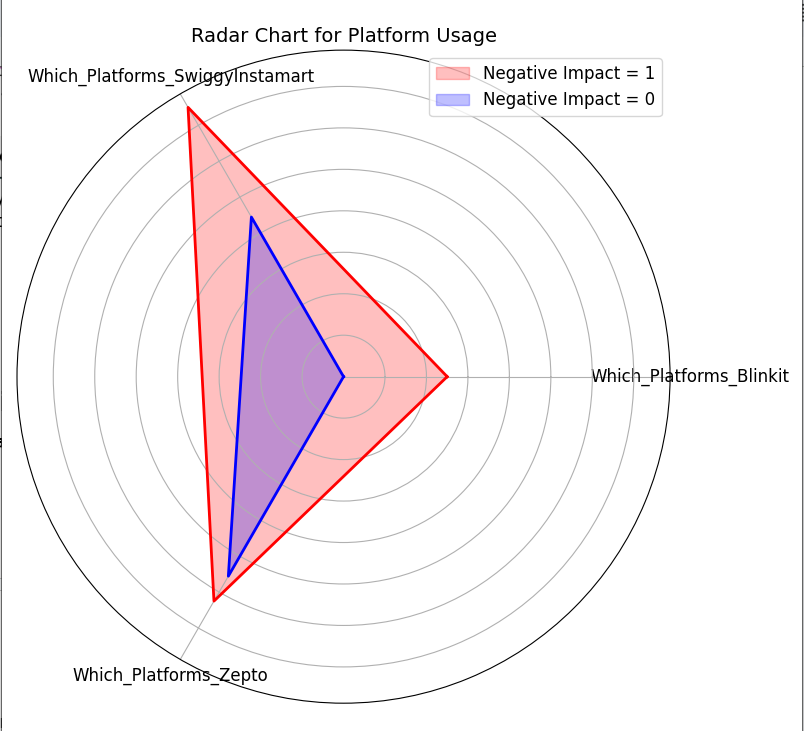 Radar Chart for Platform Usage
Which_Platforms_SwiggyInstamart
Negative Impact = 1
Negative Impact = 0
Which_Platforms_Blinkit
Which_Platforms_Zepto